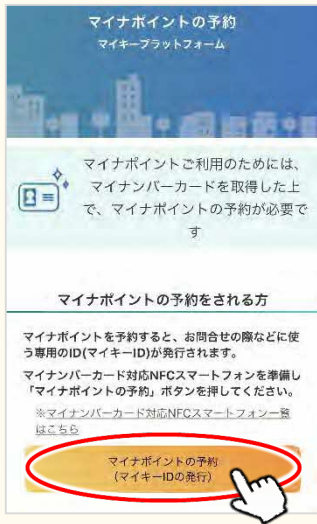 マイナポイントの予約
マイキープラットフォーム
マイナポイントご利用のためには、
マイナンバーカードを取得した上
で、マイナポイントの予約が必要で
す
マイナポイントの予約をされる方
マイナポイントを予約すると、お問合せの際などに使
う専用のID(マイキーID)が発行されます。
マイナンバーカード対応NFCスマートフォンを準備し
「マイナポイントの予約」ボタンを押してください。
※マイナンバーカード対応NFCスマートフォン一覧
はこちら
マイナポイントの予約
(マイキーIDの発行)